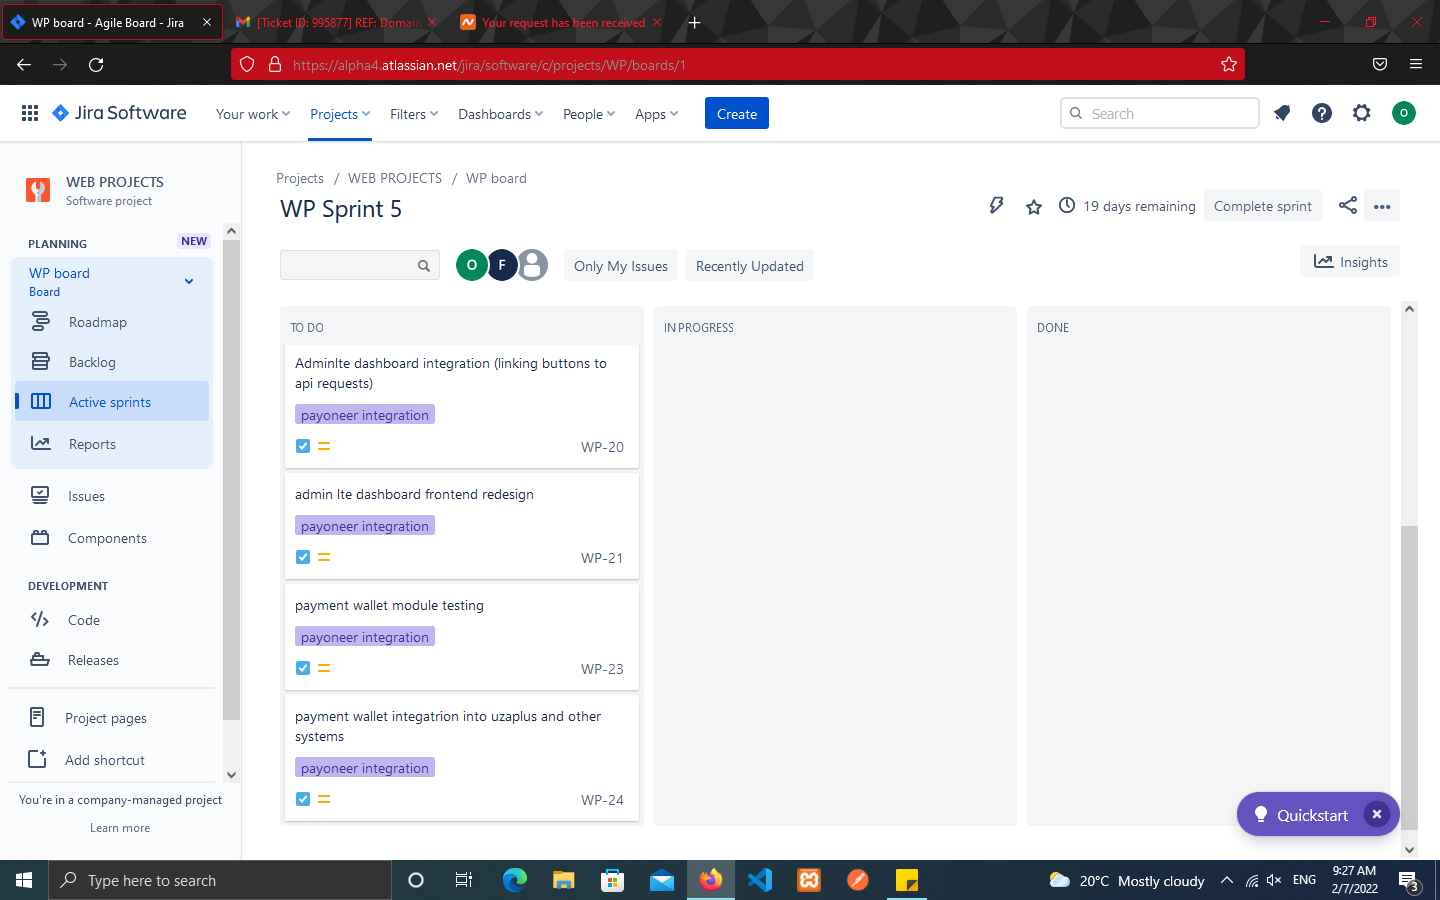 WP board - Agile Board - Jira
[Ticket ID: 995877] REF: Domain
Your request has been received
https://alpha4.atlassian.net/jira/software/c/projects/WP/boards/1
Jira Software
Your work
Projects
Filters
Dashboards
People
Apps
Create
Search
O
WEB PROJECTS
Software project
PLANNING
NEW
WP board
Board
Roadmap
Backlog
Active sprints
Reports
Issues
Components
DEVELOPMENT
Code
Releases
Project pages
Add shortcut
You're in a company-managed project
Learn more
Projects / WEB PROJECTS / WP board
WP Sprint 5
19 days remaining
Complete sprint
O
F
Only My Issues
Recently Updated
Insights
TO DO
IN PROGRESS
DONE
Adminlte dashboard integration (linking buttons to
api requests)
payoneer integration
WP-20
admin lte dashboard frontend redesign
payoneer integration
WP-21
payment wallet module testing
payoneer integration
WP-23
payment wallet integatrion into uzaplus and other
systems
payoneer integration
WP-24
Quickstart
Type here to search
20°C Mostly cloudy
ENG
9:27 AM
2/7/2022
3